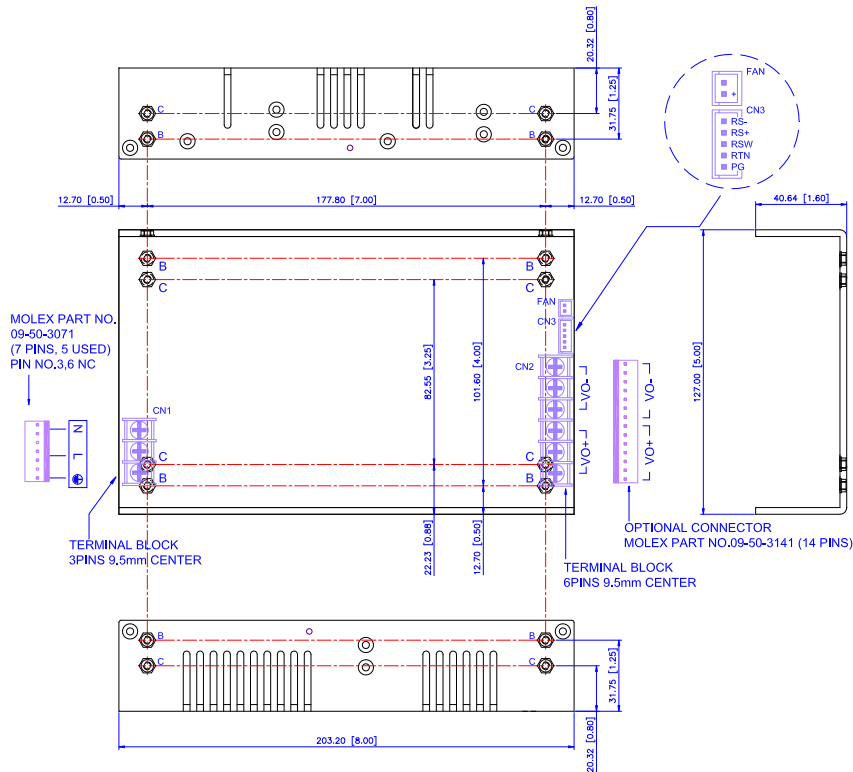 20.32 [0.80]
31.75 [1.25]
C
C
B
B
12.70 [0.50]
177.80 [7.00]
12.70 [0.50]
FAN
+
CN3
RS-
RS+
RSW
RTN
PG
40.64 [1.60]
B
B
C
C
MOLEX PART NO.
09-50-3071
(7 PINS, 5 USED)
PIN NO.3,6 NC
FAN
CN3
CN2
VO-
VO-
82.55 [3.25]
101.60 [4.00]
127.00 [5.00]
CN1
N
L
VO+
VO+
C
C
B
B
TERMINAL BLOCK
3PINS 9.5mm CENTER
22.23 [0.88]
12.70 [0.50]
OPTIONAL CONNECTOR
MOLEX PART NO.09-50-3141 (14 PINS)
TERMINAL BLOCK
6PINS 9.5mm CENTER
B
B
C
C
31.75 [1.25]
20.32 [0.80]
203.20 [8.00]